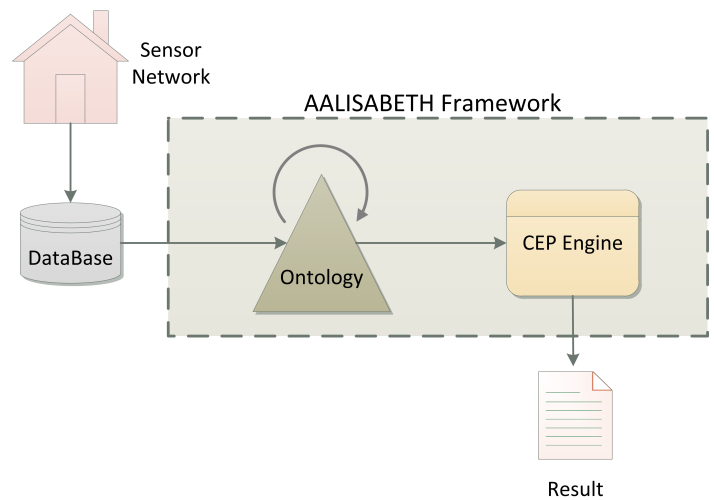 Sensor
Network
AALISABETH Framework
DataBase
Ontology
CEP Engine
Result